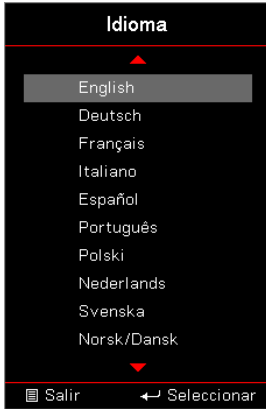 Idioma
English
Deutsch
Français
Italiano
Español
Português
Polski
Nederlands
Svenska
Norsk/Dansk
Salir Seleccionar